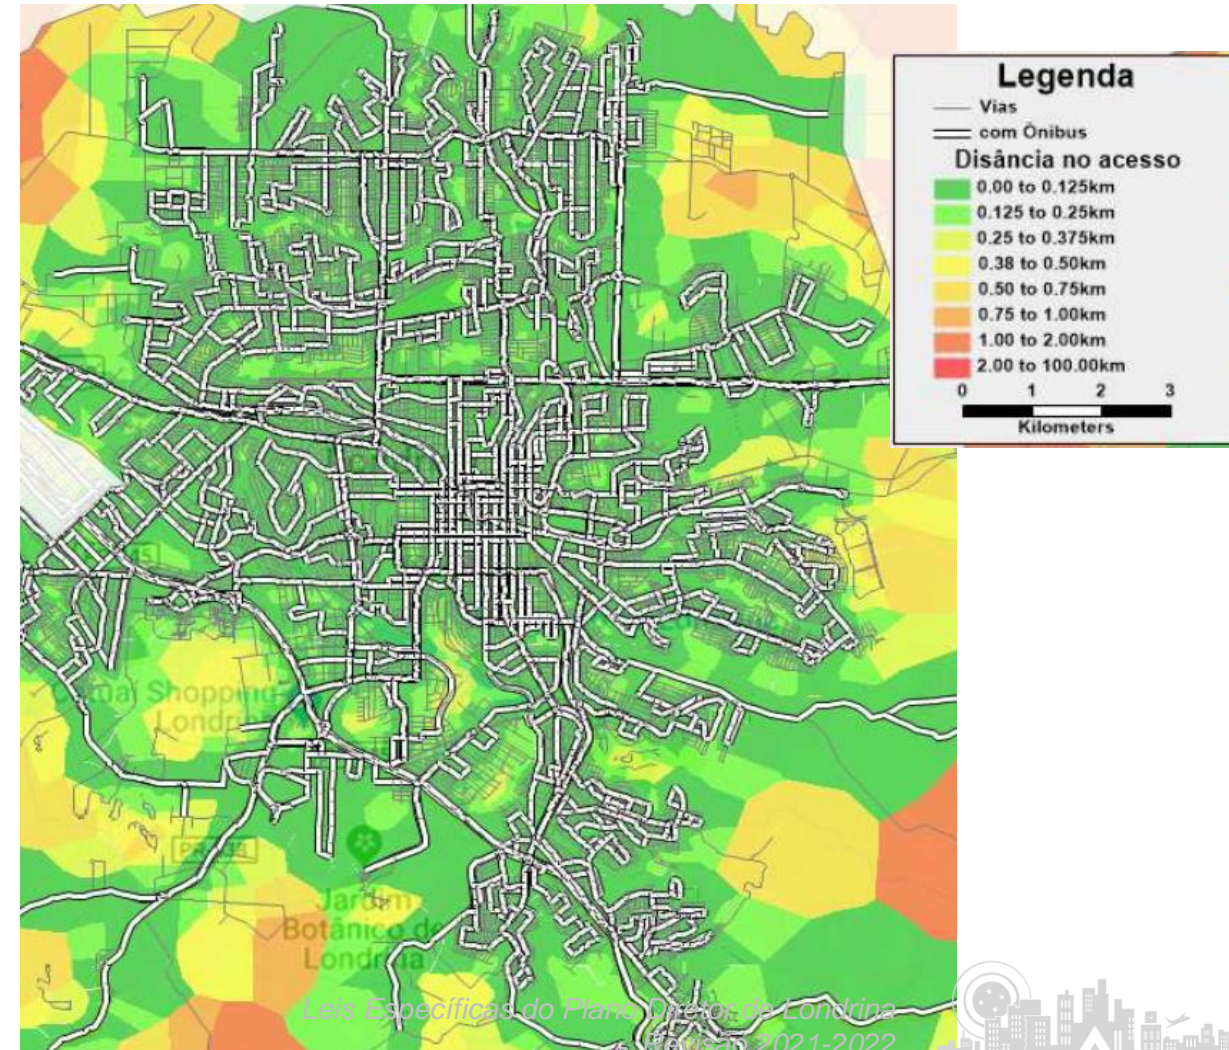 Legenda
Vias
com Ônibus
Disância no acesso
0.00 to 0.125km
0.125 to 0.25km
0.25 to 0.375km
0.38 to 0.50km
0.50 to 0.75km
0.75 to 1.00km
1.00 to 2.00km
2.00 to 100.00km
0 1 2 3
Kilometers
Shopping
Jardim
Botânico de
Londrina
Leis Específicas do Plano Diretor de Londrina
Revisão 2021-2022